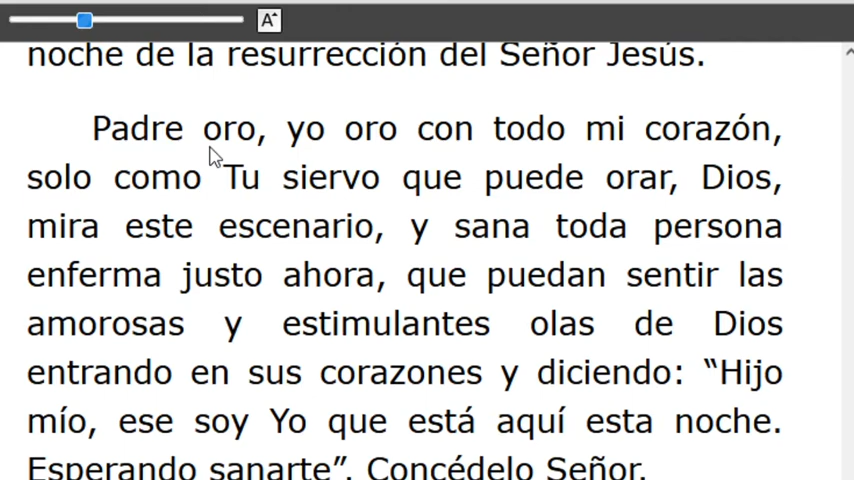 A
noche de la resurrección del Señor Jesús.
Padre oro, yo oro con todo mi corazón,
solo como Tu siervo que puede orar, Dios,
mira este escenario, y sana toda persona
enferma justo ahora, que puedan sentir las
amorosas y estimulantes olas de Dios
entrando en sus corazones y diciendo: “Hijo
mío, ese soy Yo que está aquí esta noche.
Esperando sanarte”. Concédelo Señor.